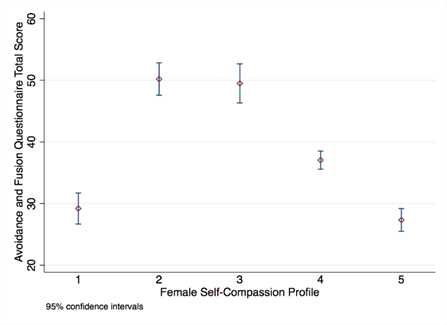 Avoidance and Fusion Questionnaire Total Score
60
50
40
30
20
1 2 3 4 5
Female Self-Compassion Profile
95% confidence intervals